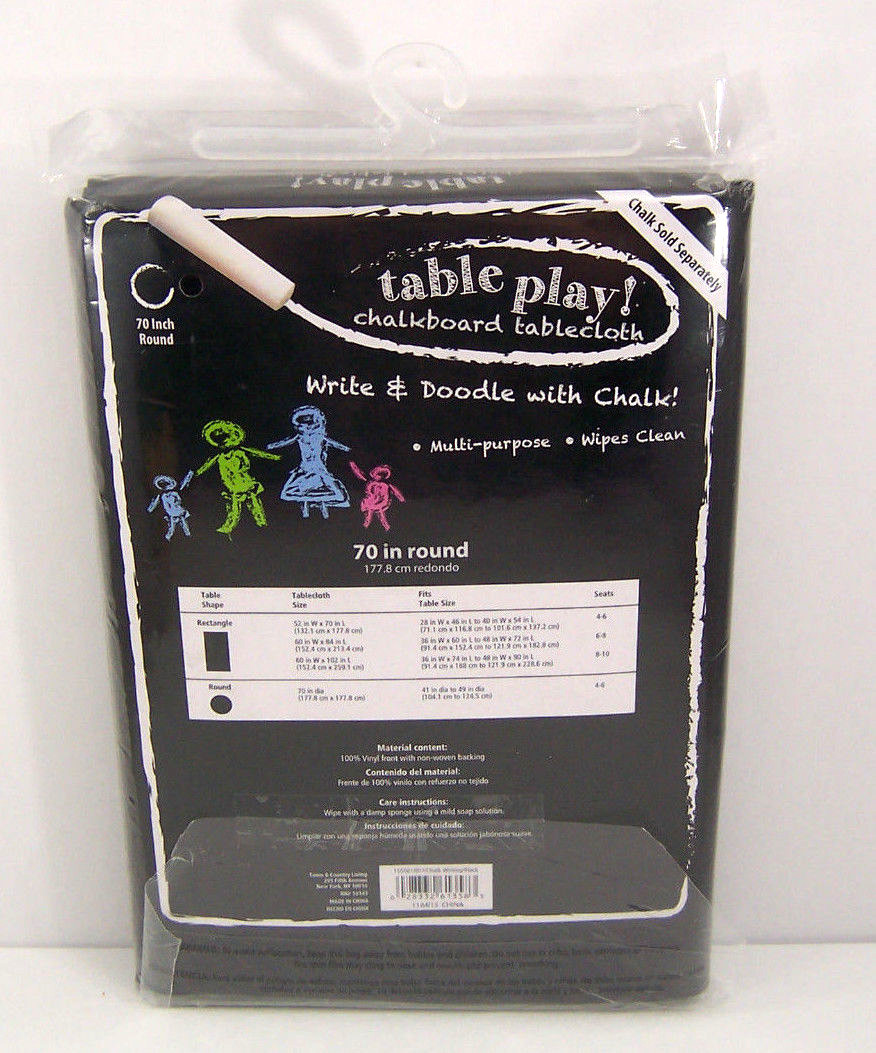 table play!
Chalk Sold Separately
70 Inch
Round
table play!
chalkboard tablecloth
Write & Doodle with Chalk!
• Multi-purpose • Wipes Clean
70 in round
177.8 cm redondo
Table Shape Tablecloth Size Fits Table Size Seats
Rectangle 52 in W x 70 in L 28 in W x 46 in L to 40 in W x 54 in L 4-6
(132.1 cm x 177.8 cm) (71.1 cm x 116.8 cm to 101.6 cm x 137.2 cm)
60 in W x 84 in L 36 in W x 60 in L to 48 in W x 72 in L 6-8
(152.4 cm x 213.4 cm) (91.4 cm x 152.4 cm to 121.9 cm x 182.8 cm)
60 in W x 102 in L 36 in W x 74 in L to 48 in W x 90 in L 8-10
(152.4 cm x 259.1 cm) (91.4 cm x 188 cm to 121.9 cm x 228.6 cm)
Round 70 in dia 41 in dia to 49 in dia 4-6
(177.8 cm x 177.8 cm) (104.1 cm to 124.5 cm)
Material content:
100% Vinyl front with non-woven backing
Contenido del material:
Frente de 100% vinilo con refuerzo no tejido
Care instructions:
Wipe with a damp sponge using a mild soap solution.
Instrucciones de cuidado:
Limpiar con una esponja húmeda usando una solución jabonosa suave.
Town & Country Living
295 Fifth Avenue
New York, NY 10016
MADE IN CHINA
HECHO EN CHINA
CHINA